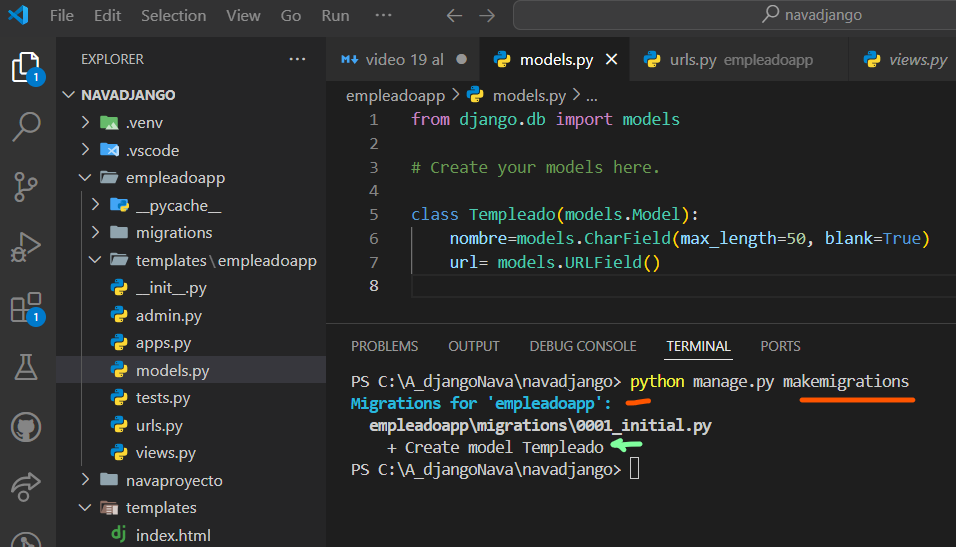 File Edit Selection View Go Run ··· navadjango
EXPLORER ···
NAVADJANGO
.venv
.vscode
empleadoapp
__pycache__
migrations
templates\empleadoapp
__init__.py
admin.py
apps.py
models.py
tests.py
urls.py
views.py
navaproyecto
templates
index.html
1
1
video 19 al models.py urls.py empleadoapp views.py
empleadoapp > models.py > ...
1 from django.db import models
2
3 # Create your models here.
4
5 class Templeado(models.Model):
6 nombre=models.CharField(max_length=50, blank=True)
7 url= models.URLField()
8
PROBLEMS OUTPUT DEBUG CONSOLE TERMINAL PORTS
PS C:\A_djangoNava\navadjango> python manage.py makemigrations
Migrations for 'empleadoapp':
empleadoapp\migrations\0001_initial.py
+ Create model Templeado
PS C:\A_djangoNava\navadjango>